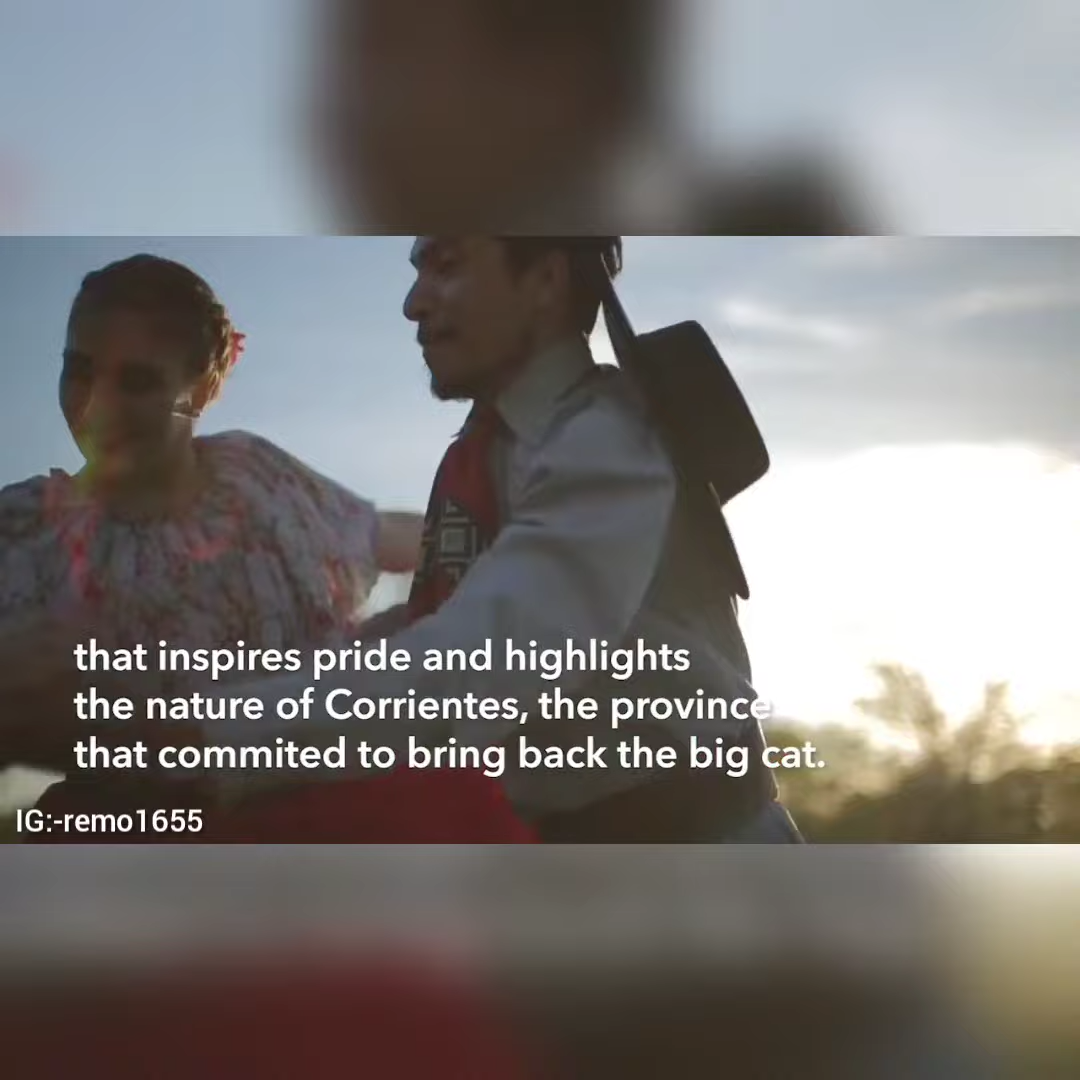 that inspires pride and highlights
the nature of Corrientes, the province
that commited to bring back the big cat.
IG:-remo1655